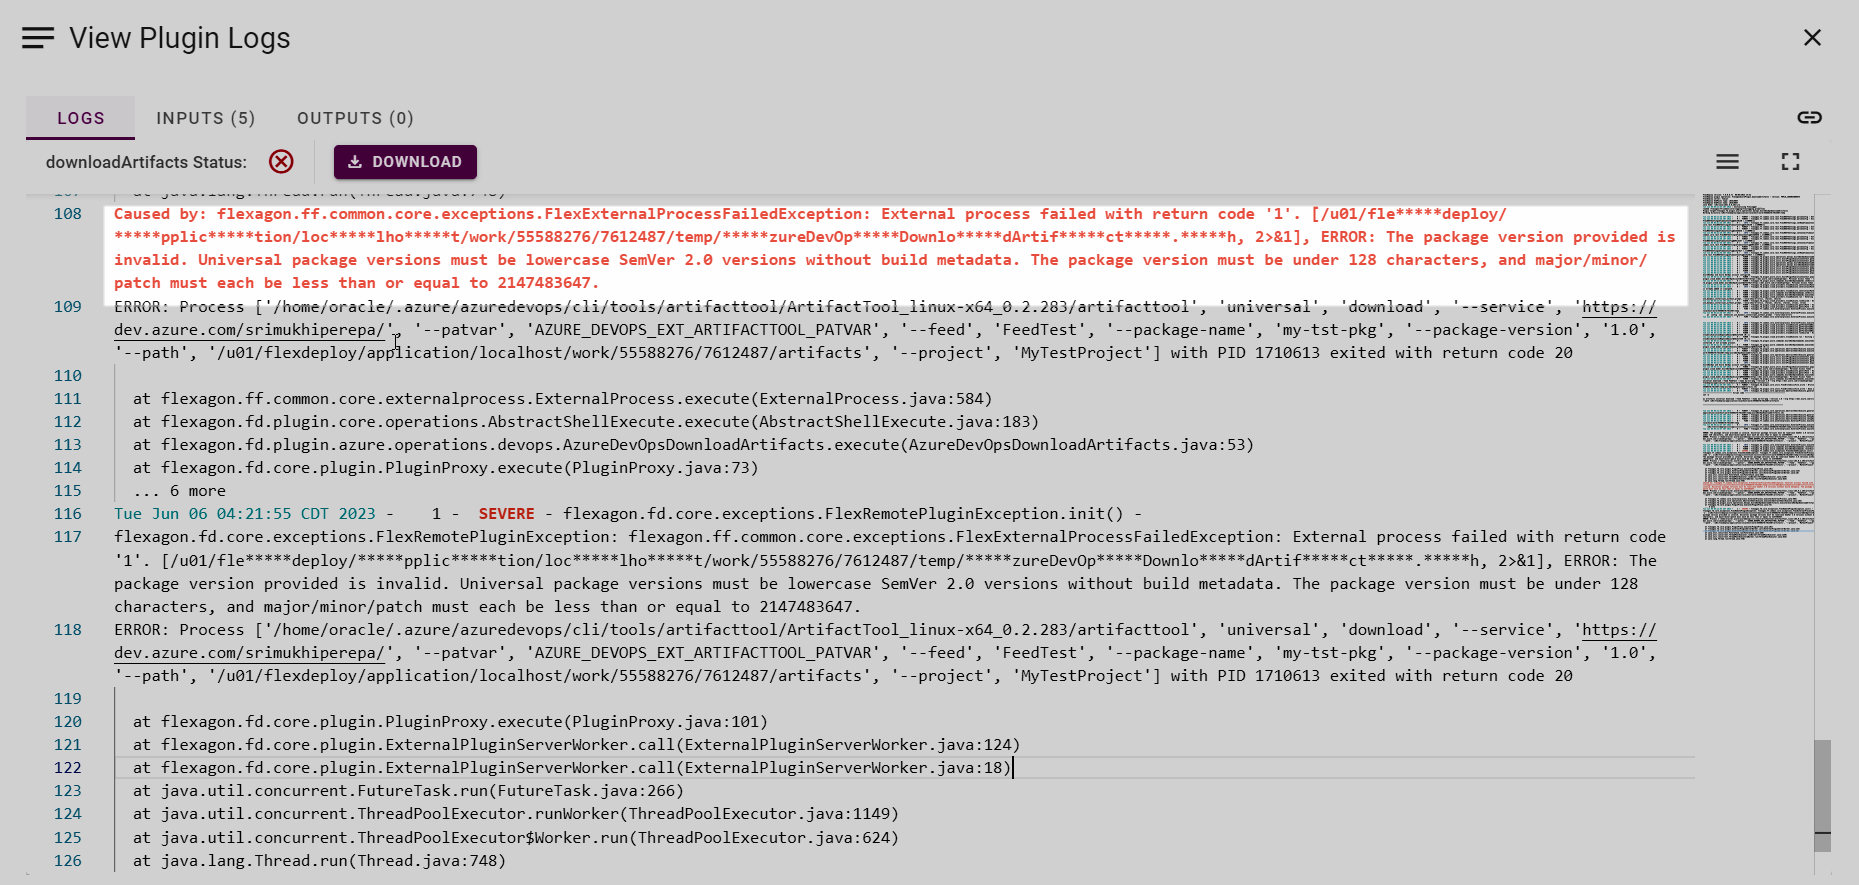 View Plugin Logs
LOGS
INPUTS (5)
OUTPUTS (0)
downloadArtifacts Status:
DOWNLOAD
108 Caused by: flexagon.ff.common.core.exceptions.FlexExternalProcessFailedException: External process failed with return code '1'. [/u01/fle*****deploy/
*****pplic*****tion/loc*****lho*****t/work/55588276/7612487/temp/*****zureDevOp*****Downlo*****dArtif*****ct*****.*****h, 2>&1], ERROR: The package version provided is
invalid. Universal package versions must be lowercase SemVer 2.0 versions without build metadata. The package version must be under 128 characters, and major/minor/
patch must each be less than or equal to 2147483647.
109 ERROR: Process ['/home/oracle/.azure/azuredevops/cli/tools/artifacttool/ArtifactTool_linux-x64_0.2.283/artifacttool', 'universal', 'download', '--service', 'https://
dev.azure.com/srimukhiperepa/', '--patvar', 'AZURE_DEVOPS_EXT_ARTIFACTTOOL_PATVAR', '--feed', 'FeedTest', '--package-name', 'my-tst-pkg', '--package-version', '1.0',
'--path', '/u01/flexdeploy/application/localhost/work/55588276/7612487/artifacts', '--project', 'MyTestProject'] with PID 1710613 exited with return code 20
110
111 at flexagon.ff.common.core.externalprocess.ExternalProcess.execute(ExternalProcess.java:584)
112 at flexagon.fd.plugin.core.operations.AbstractShellExecute.execute(AbstractShellExecute.java:183)
113 at flexagon.fd.plugin.azure.operations.devops.AzureDevOpsDownloadArtifacts.execute(AzureDevOpsDownloadArtifacts.java:53)
114 at flexagon.fd.core.plugin.PluginProxy.execute(PluginProxy.java:73)
115 ... 6 more
116 Tue Jun 06 04:21:55 CDT 2023 - 1 - SEVERE - flexagon.fd.core.exceptions.FlexRemotePluginException.init() -
117 flexagon.fd.core.exceptions.FlexRemotePluginException: flexagon.ff.common.core.exceptions.FlexExternalProcessFailedException: External process failed with return code
'1'. [/u01/fle*****deploy/*****pplic*****tion/loc*****lho*****t/work/55588276/7612487/temp/*****zureDevOp*****Downlo*****dArtif*****ct*****.*****h, 2>&1], ERROR: The
package version provided is invalid. Universal package versions must be lowercase SemVer 2.0 versions without build metadata. The package version must be under 128
characters, and major/minor/patch must each be less than or equal to 2147483647.
118 ERROR: Process ['/home/oracle/.azure/azuredevops/cli/tools/artifacttool/ArtifactTool_linux-x64_0.2.283/artifacttool', 'universal', 'download', '--service', 'https://
dev.azure.com/srimukhiperepa/', '--patvar', 'AZURE_DEVOPS_EXT_ARTIFACTTOOL_PATVAR', '--feed', 'FeedTest', '--package-name', 'my-tst-pkg', '--package-version', '1.0',
'--path', '/u01/flexdeploy/application/localhost/work/55588276/7612487/artifacts', '--project', 'MyTestProject'] with PID 1710613 exited with return code 20
119
120 at flexagon.fd.core.plugin.PluginProxy.execute(PluginProxy.java:101)
121 at flexagon.fd.core.plugin.ExternalPluginServerWorker.call(ExternalPluginServerWorker.java:124)
122 at flexagon.fd.core.plugin.ExternalPluginServerWorker.call(ExternalPluginServerWorker.java:18)
123 at java.util.concurrent.FutureTask.run(FutureTask.java:266)
124 at java.util.concurrent.ThreadPoolExecutor.runWorker(ThreadPoolExecutor.java:1149)
125 at java.util.concurrent.ThreadPoolExecutor$Worker.run(ThreadPoolExecutor.java:624)
126 at java.lang.Thread.run(Thread.java:748)